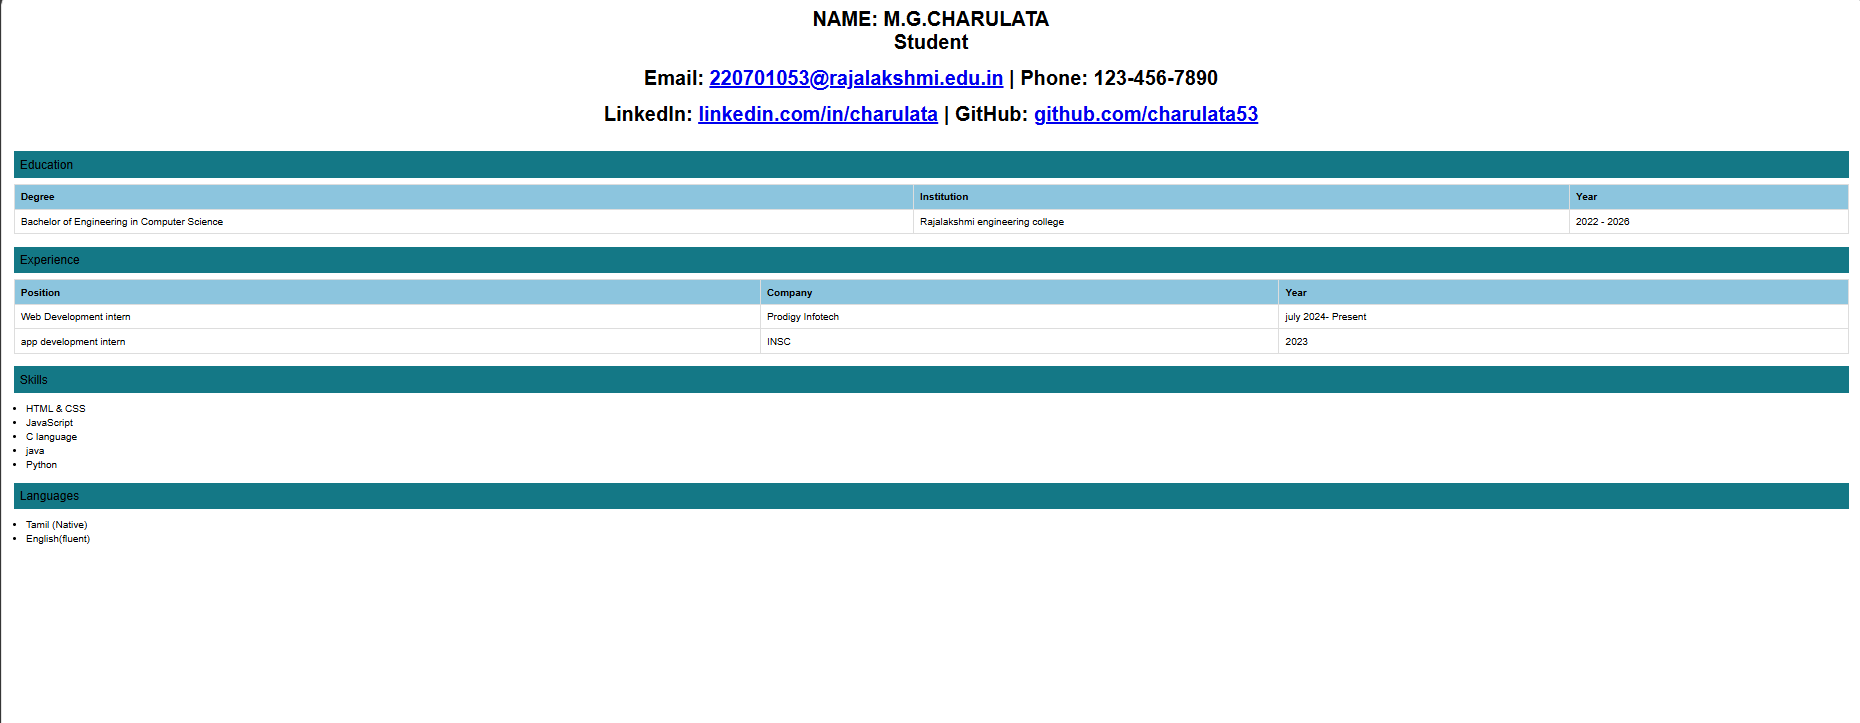 NAME: M.G.CHARULATA
Student
Email: 220701053@rajalakshmi.edu.in | Phone: 123-456-7890
LinkedIn: linkedin.com/in/charulata | GitHub: github.com/charulata53
Education
Degree Institution Year
Bachelor of Engineering in Computer Science Rajalakshmi engineering college 2022 - 2026
Experience
Position Company Year
Web Development intern Prodigy Infotech july 2024- Present
app development intern INSC 2023
Skills
HTML & CSS
JavaScript
C language
java
Python
Languages
Tamil (Native)
English(fluent)